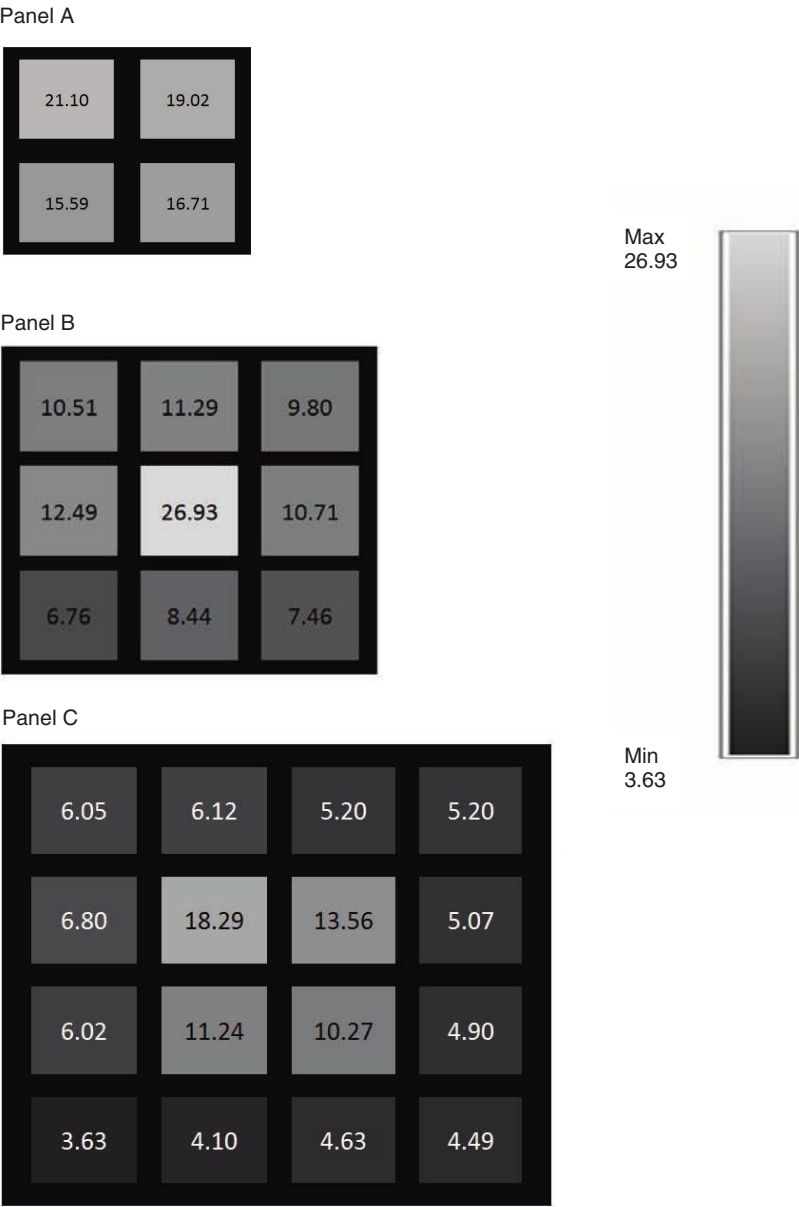 Panel A
21.10 19.02
15.59 16.71
Max
26.93
Panel B
10.51 11.29 9.80
12.49 26.93 10.71
6.76 8.44 7.46
Panel C
Min
3.63
6.05 6.12 5.20 5.20
6.80 18.29 13.56 5.07
6.02 11.24 10.27 4.90
3.63 4.10 4.63 4.49